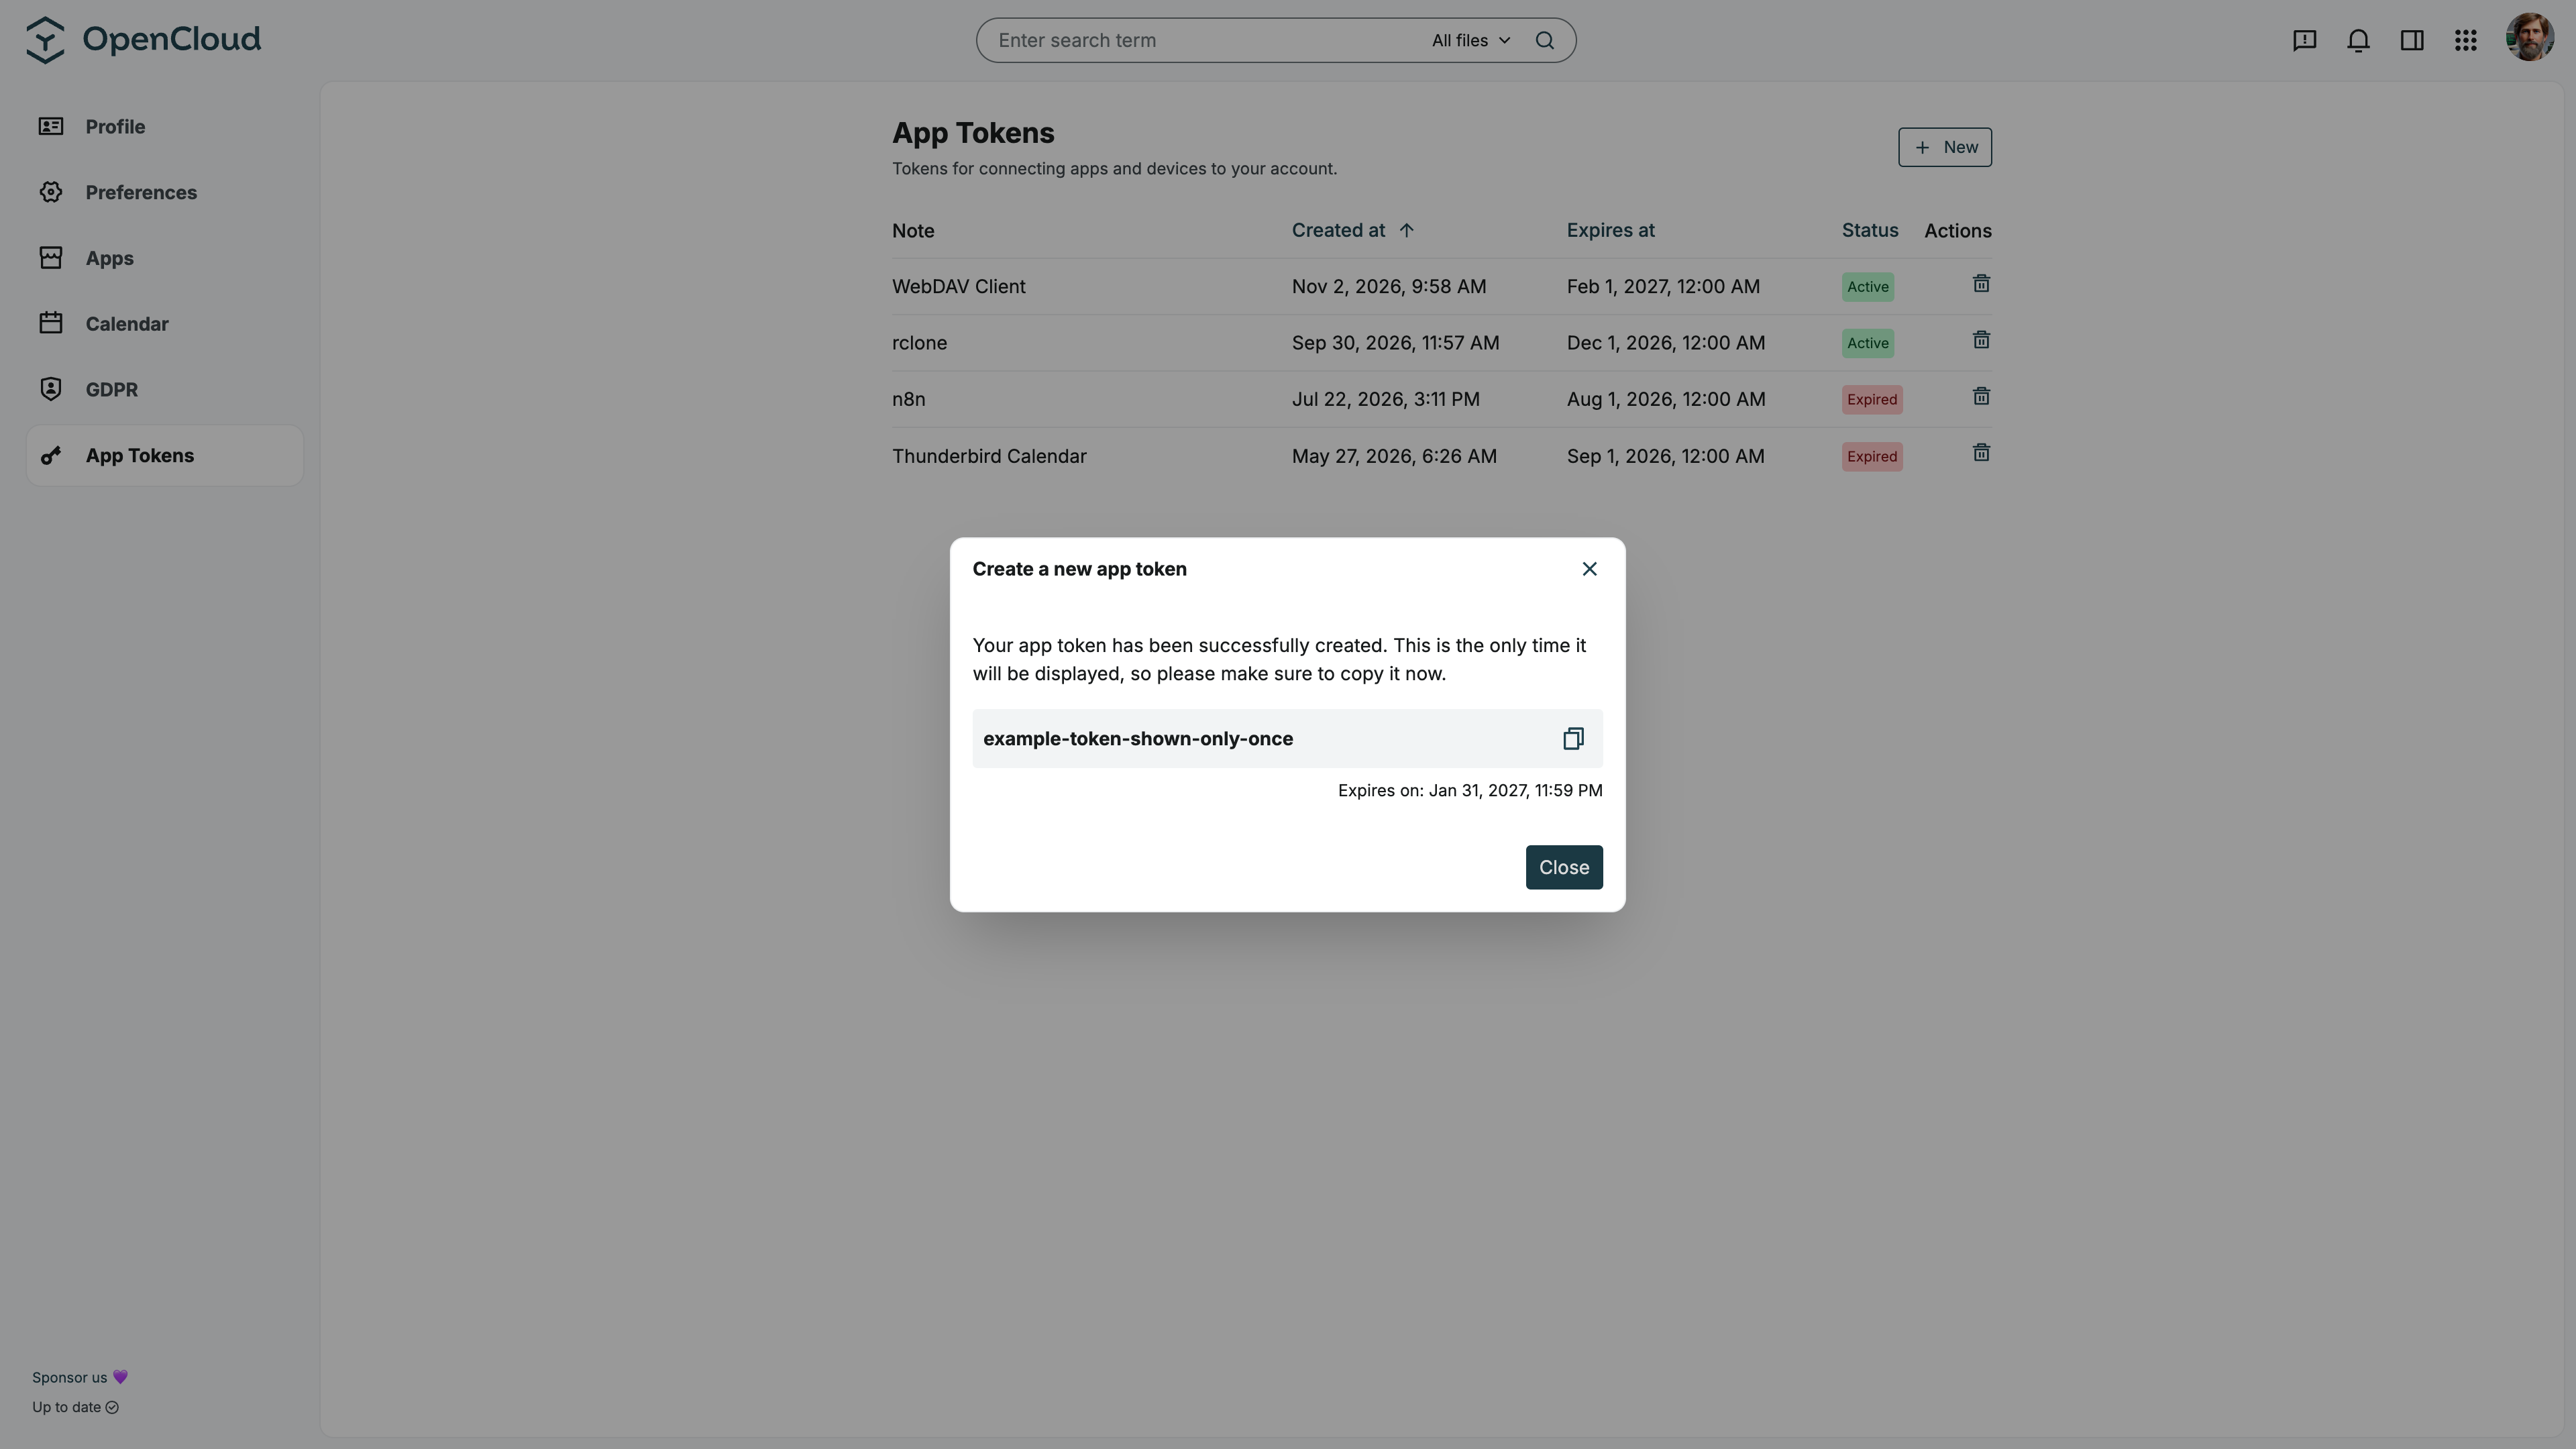 OpenCloud
Enter search term
All files
Profile
Preferences
Apps
Calendar
GDPR
App Tokens
App Tokens
Tokens for connecting apps and devices to your account.
+ New
Note Created at Expires at Status Actions
WebDAV Client Nov 2, 2026, 9:58 AM Feb 1, 2027, 12:00 AM Active
rclone Sep 30, 2026, 11:57 AM Dec 1, 2026, 12:00 AM Active
n8n Jul 22, 2026, 3:11 PM Aug 1, 2026, 12:00 AM Expired
Thunderbird Calendar May 27, 2026, 6:26 AM Sep 1, 2026, 12:00 AM Expired
Create a new app token
Your app token has been successfully created. This is the only time it
will be displayed, so please make sure to copy it now.
example-token-shown-only-once
Expires on: Jan 31, 2027, 11:59 PM
Close
Sponsor us 💜
Up to date